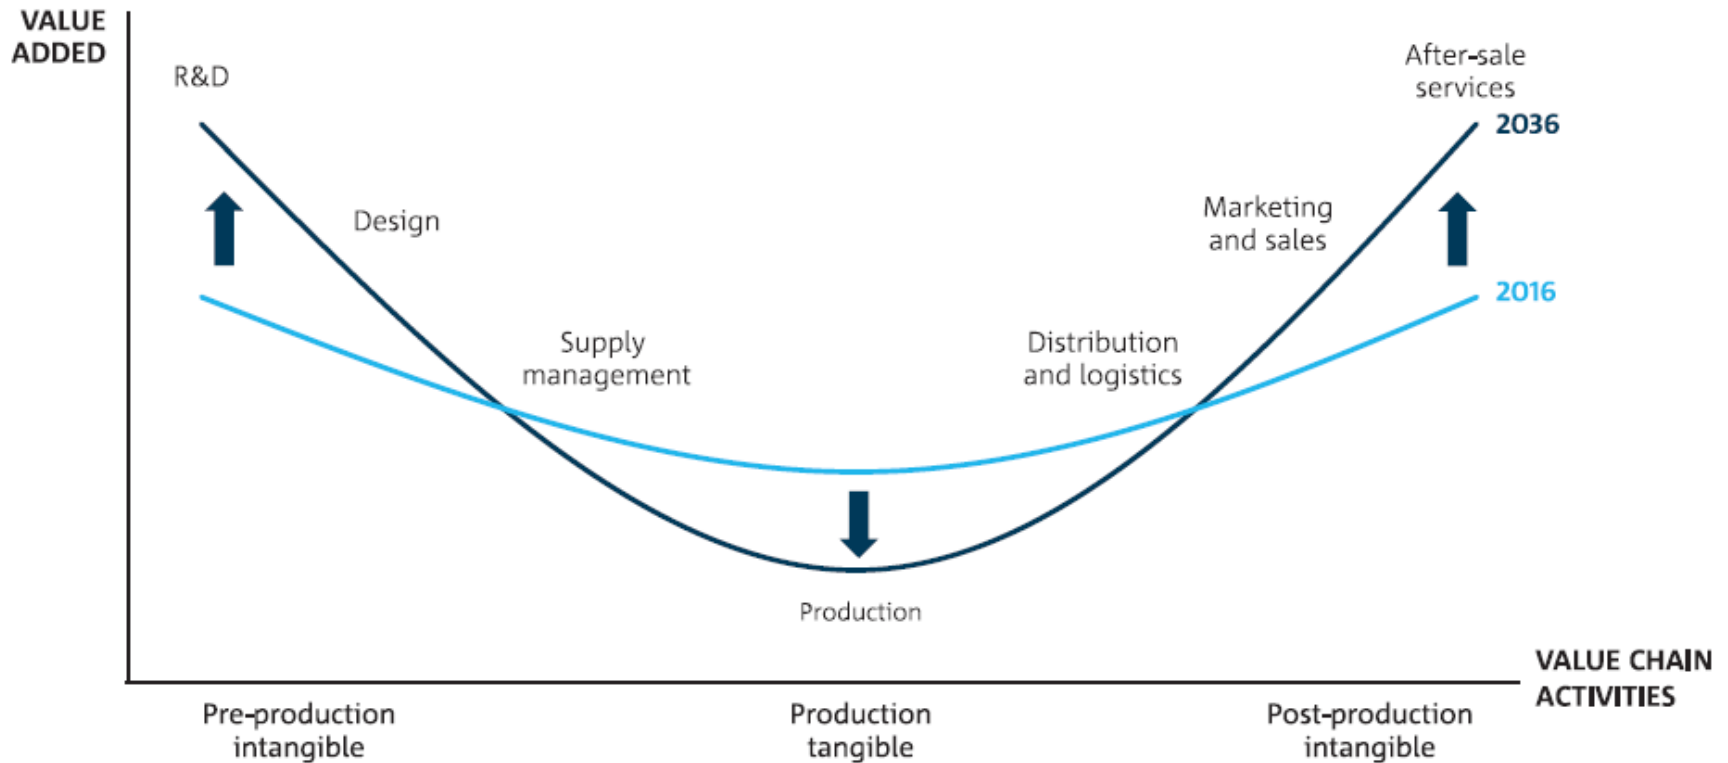 VALUE
ADDED
R&D
After-sale
services
2036
Design
Marketing
and sales
2016
Supply
management
Distribution
and logistics
Production
VALUE CHAIN
ACTIVITIES
Pre-production
intangible
Production
tangible
Post-production
intangible